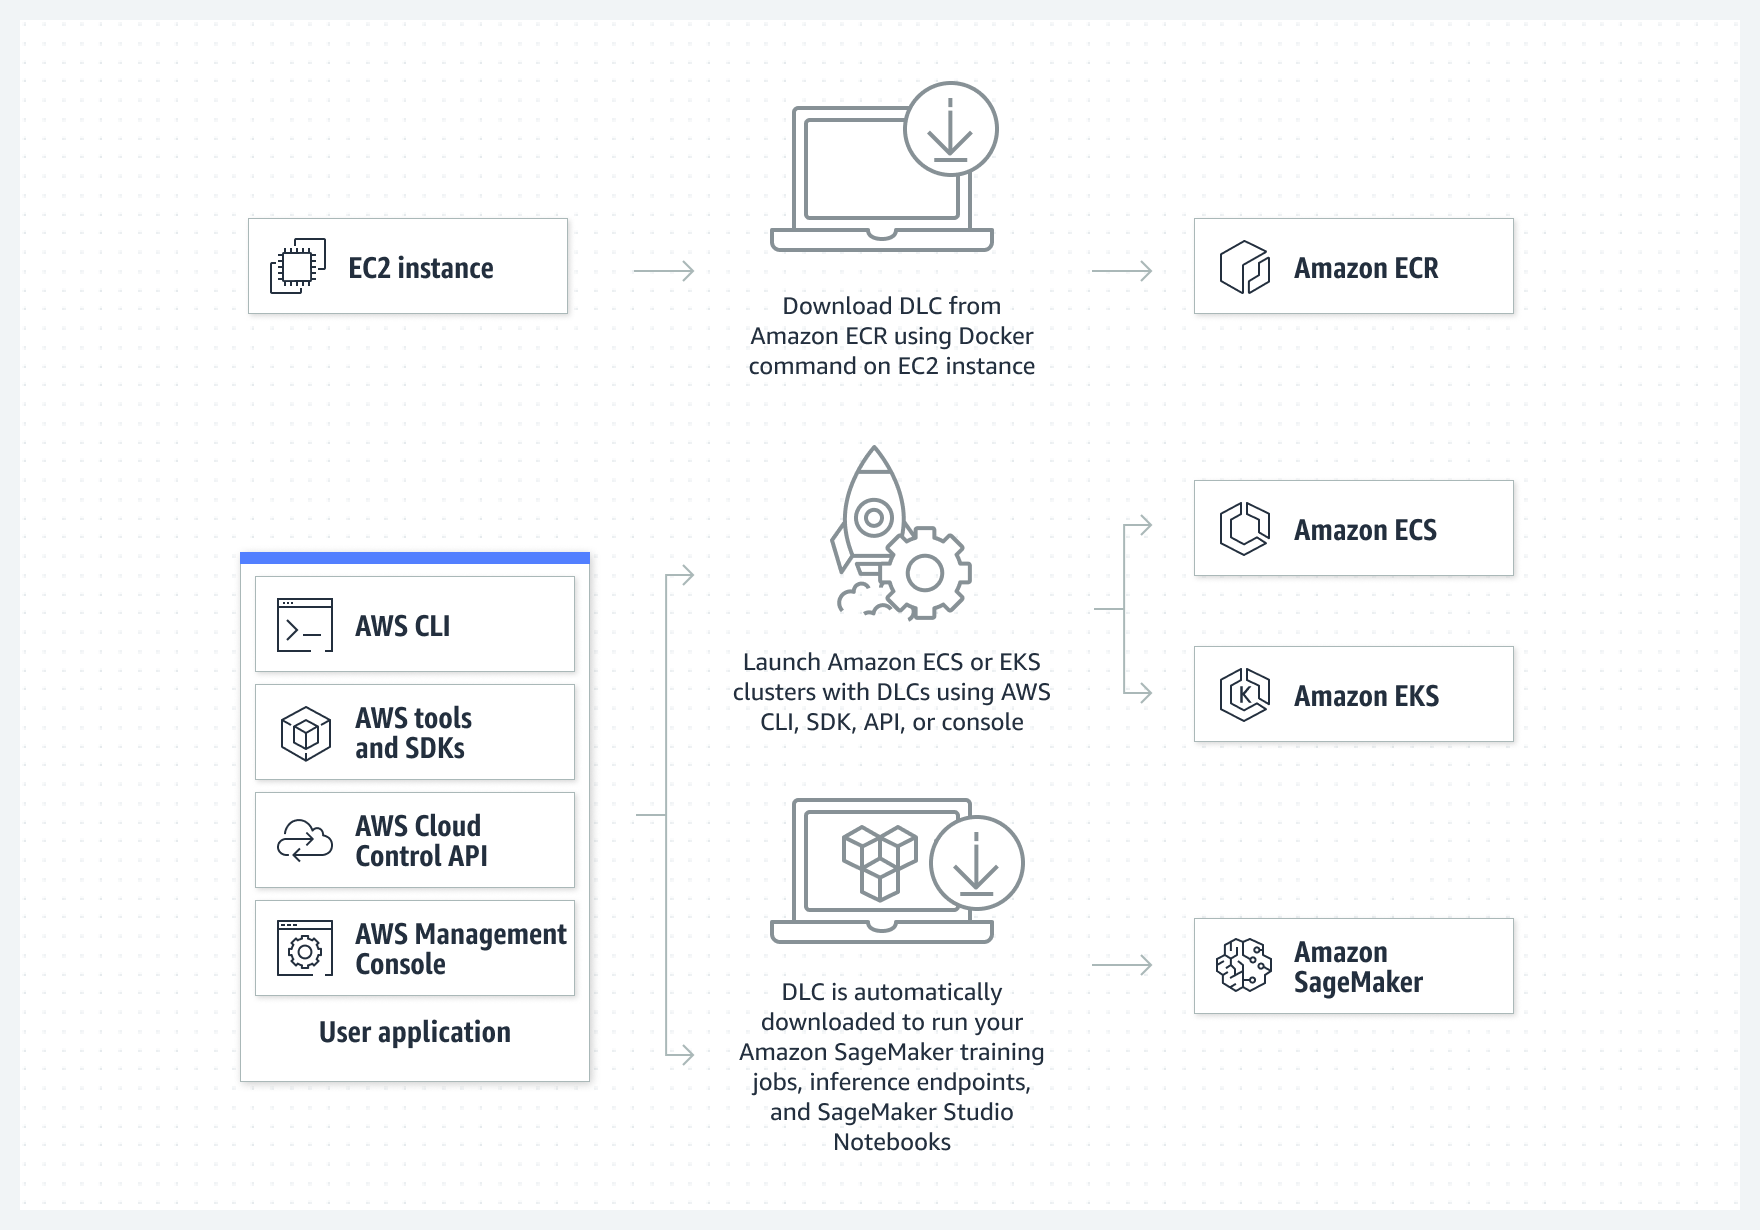 EC2 instance
Download DLC from
Amazon ECR using Docker
command on EC2 instance
Amazon ECR
AWS CLI
AWS tools
and SDKs
AWS Cloud
Control API
AWS Management
Console
User application
Launch Amazon ECS or EKS
clusters with DLCs using AWS
CLI, SDK, API, or console
Amazon ECS
K
Amazon EKS
DLC is automatically
downloaded to run your
Amazon SageMaker training
jobs, inference endpoints,
and SageMaker Studio
Notebooks
Amazon
SageMaker